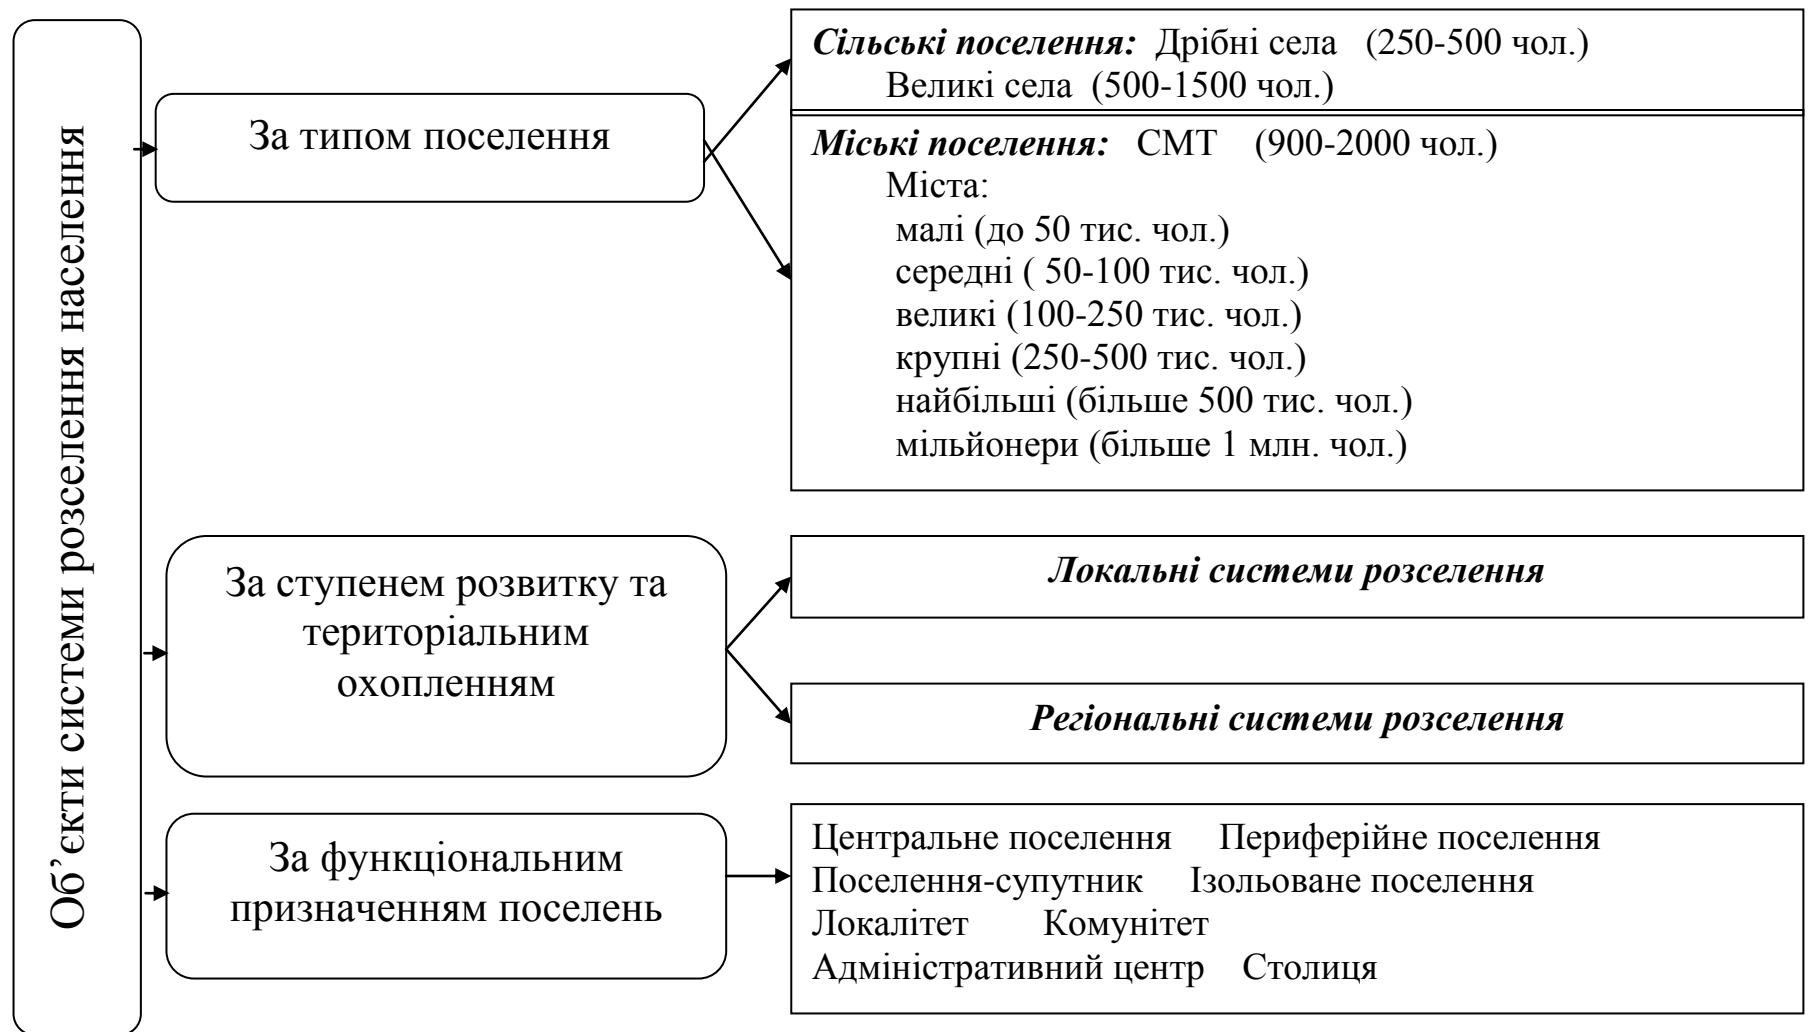 Об’єкти системи розселення населення
За типом поселення
Сільські поселення: Дрібні села (250-500 чол.)
Великі села (500-1500 чол.)
Міські поселення: СМТ (900-2000 чол.)
Міста:
малі (до 50 тис. чол.)
середні ( 50-100 тис. чол.)
великі (100-250 тис. чол.)
крупні (250-500 тис. чол.)
найбільші (більше 500 тис. чол.)
мільйонери (більше 1 млн. чол.)
За ступенем розвитку та
територіальним
охопленням
Локальні системи розселення
Регіональні системи розселення
За функціональним
призначенням поселень
Центральне поселення Периферійне поселення
Поселення-супутник Ізольоване поселення
Локалітет Комунітет
Адміністративний центр Столиця